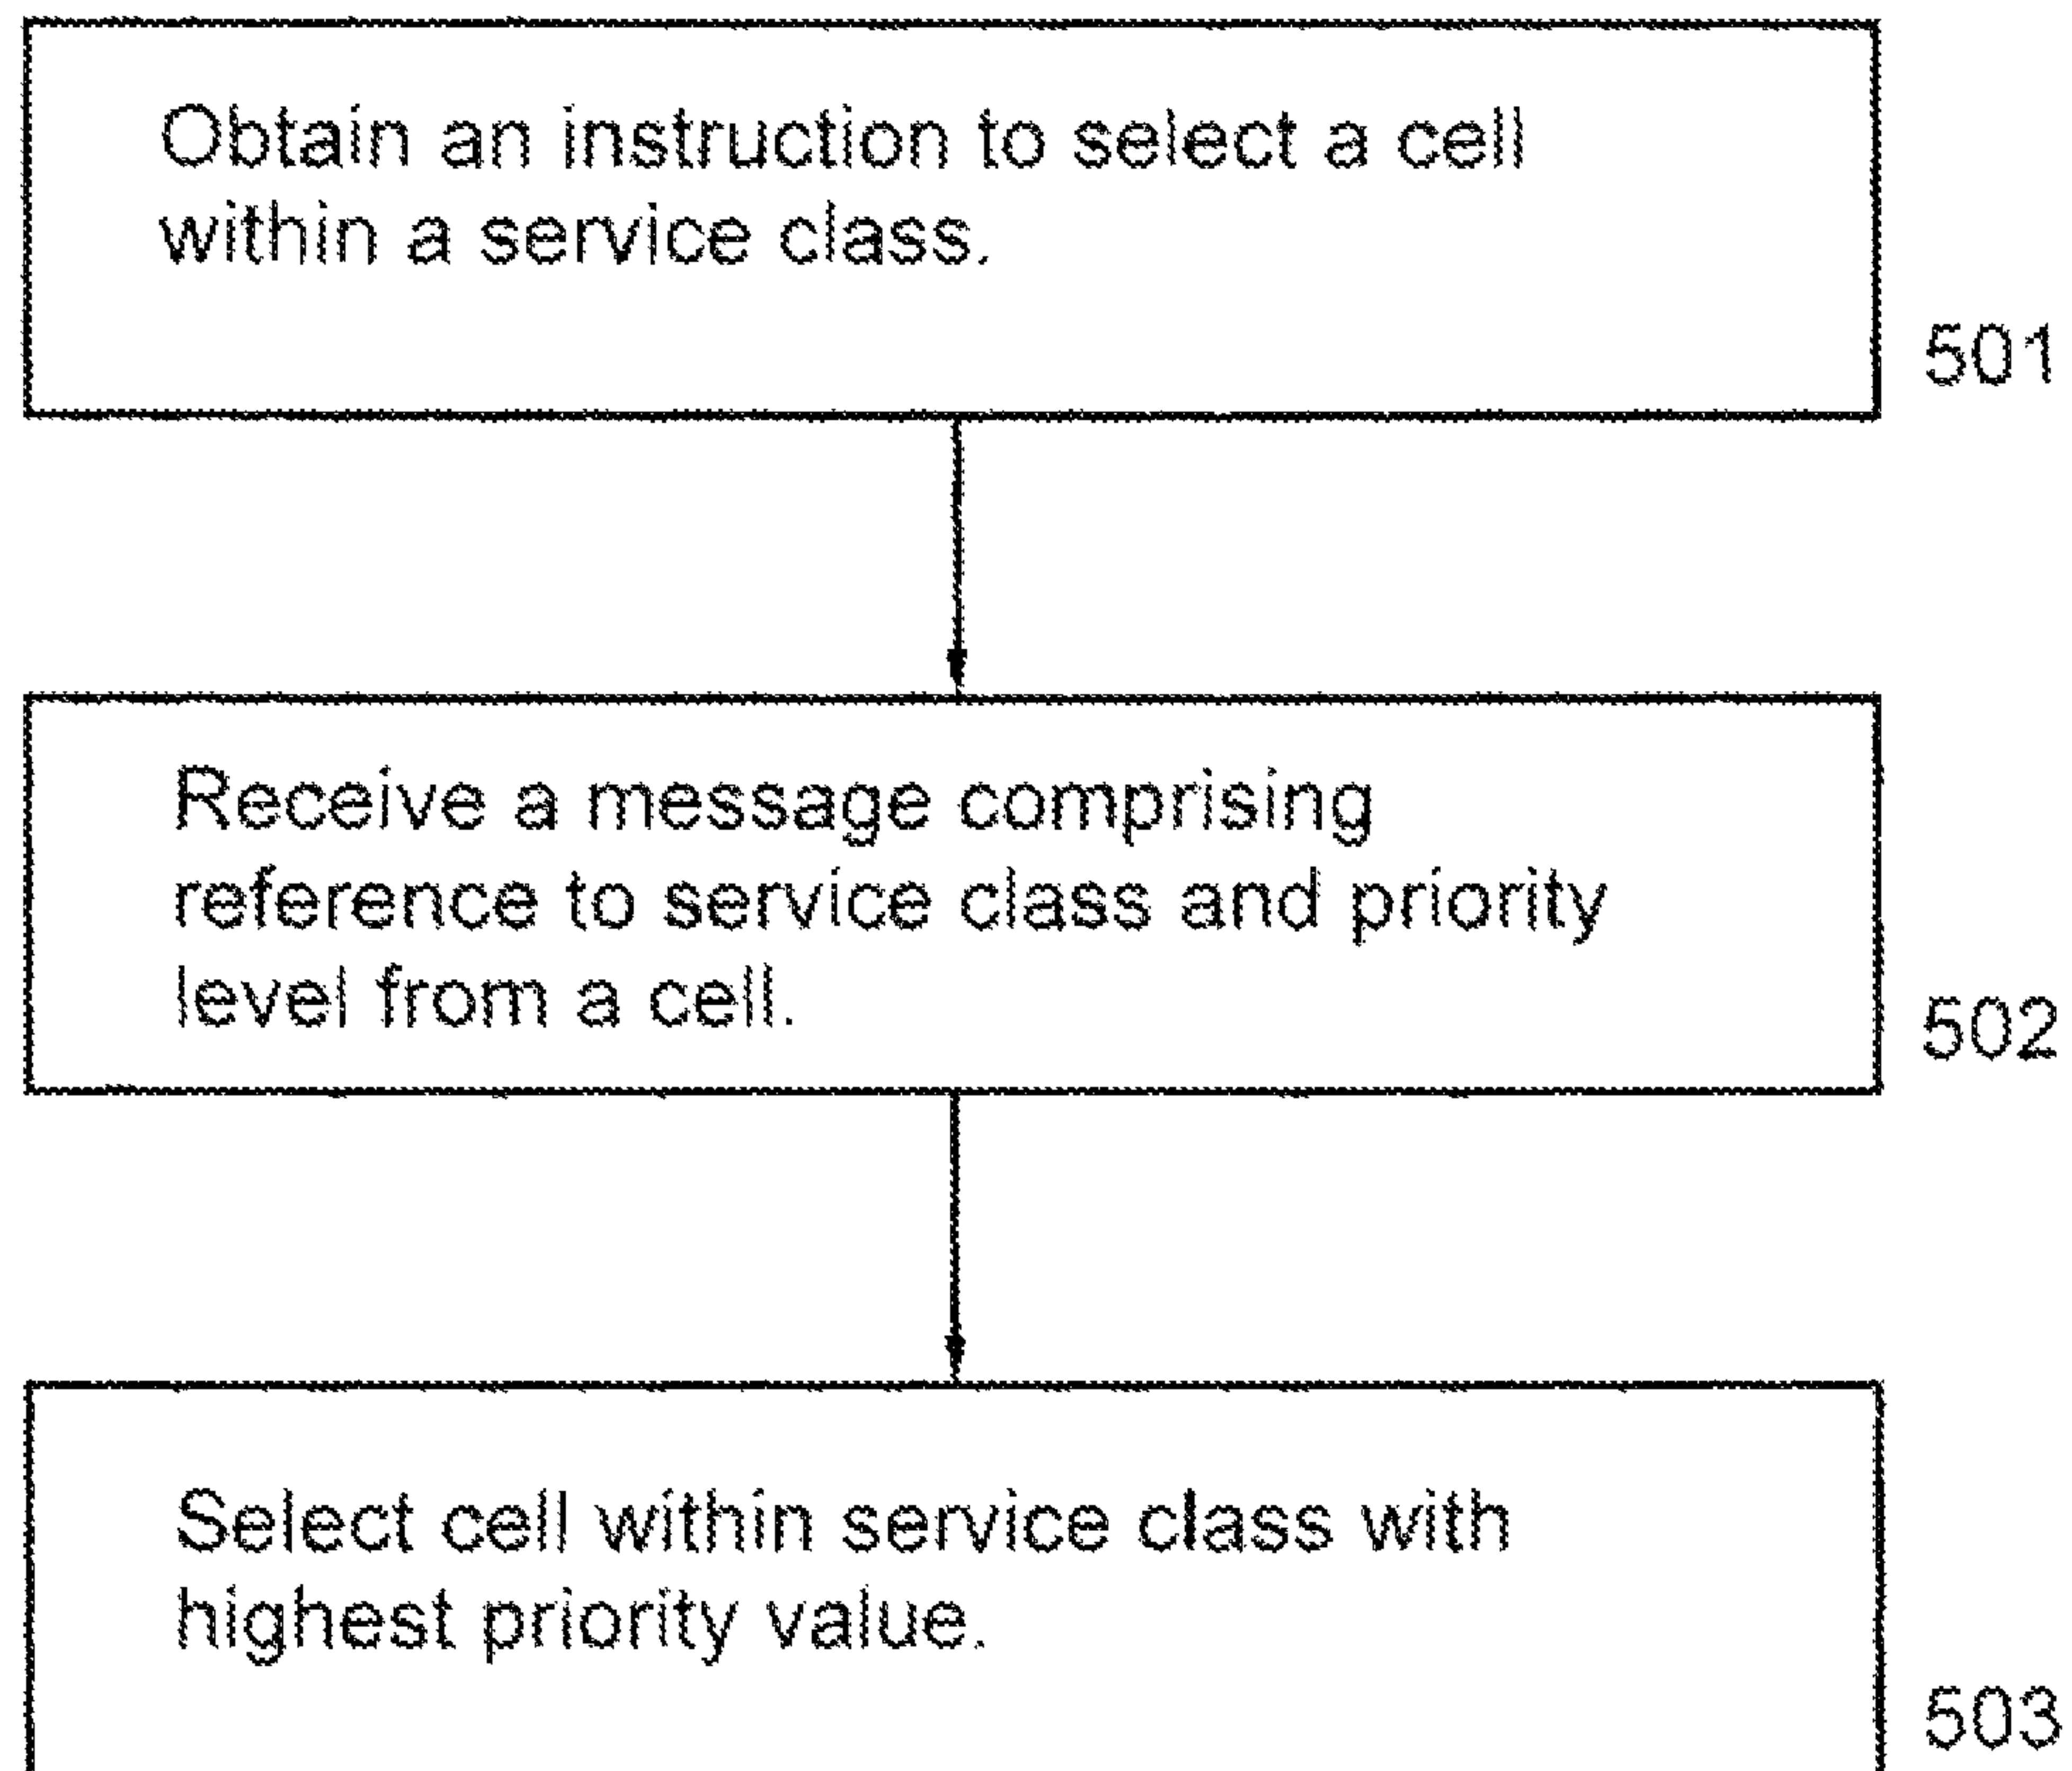 Obtain an instruction to select a cell
within a service class.
501
Receive a message comprising
reference to service class and priority
level from a cell.
502
Select cell within service class with
highest priority value.
503